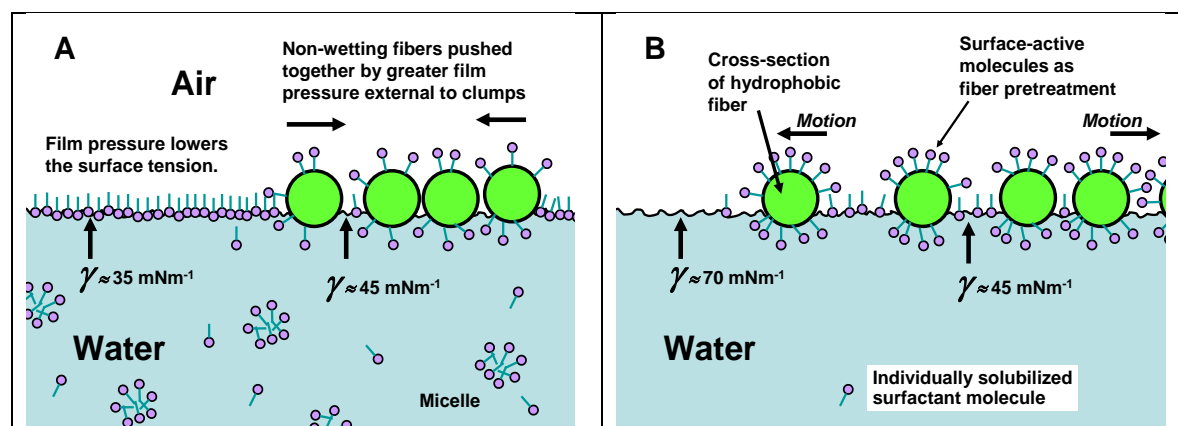 A
Air
Non-wetting fibers pushed
together by greater film
pressure external to clumps
Film pressure lowers
the surface tension.
γ ≈ 35 mNm⁻¹
γ ≈ 45 mNm⁻¹
Water
Micelle
B
Cross-section
of hydrophobic
fiber
Surface-active
molecules as
fiber pretreatment
Motion
Motion
γ ≈ 70 mNm⁻¹
γ ≈ 45 mNm⁻¹
Water
Individually solubilized
surfactant molecule